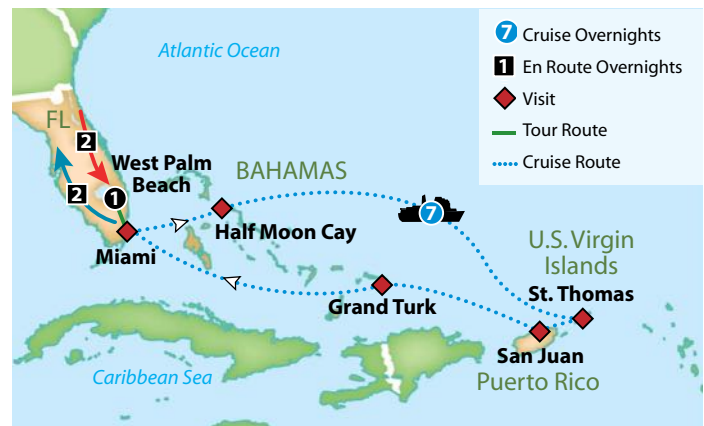 Atlantic Ocean
7 Cruise Overnights
1 En Route Overnights
Visit
Tour Route
Cruise Route
FL
2
2
1
West Palm
Beach
BAHAMAS
7
Half Moon Cay
Miami
U.S. Virgin
Islands
St. Thomas
Grand Turk
San Juan
Puerto Rico
Caribbean Sea